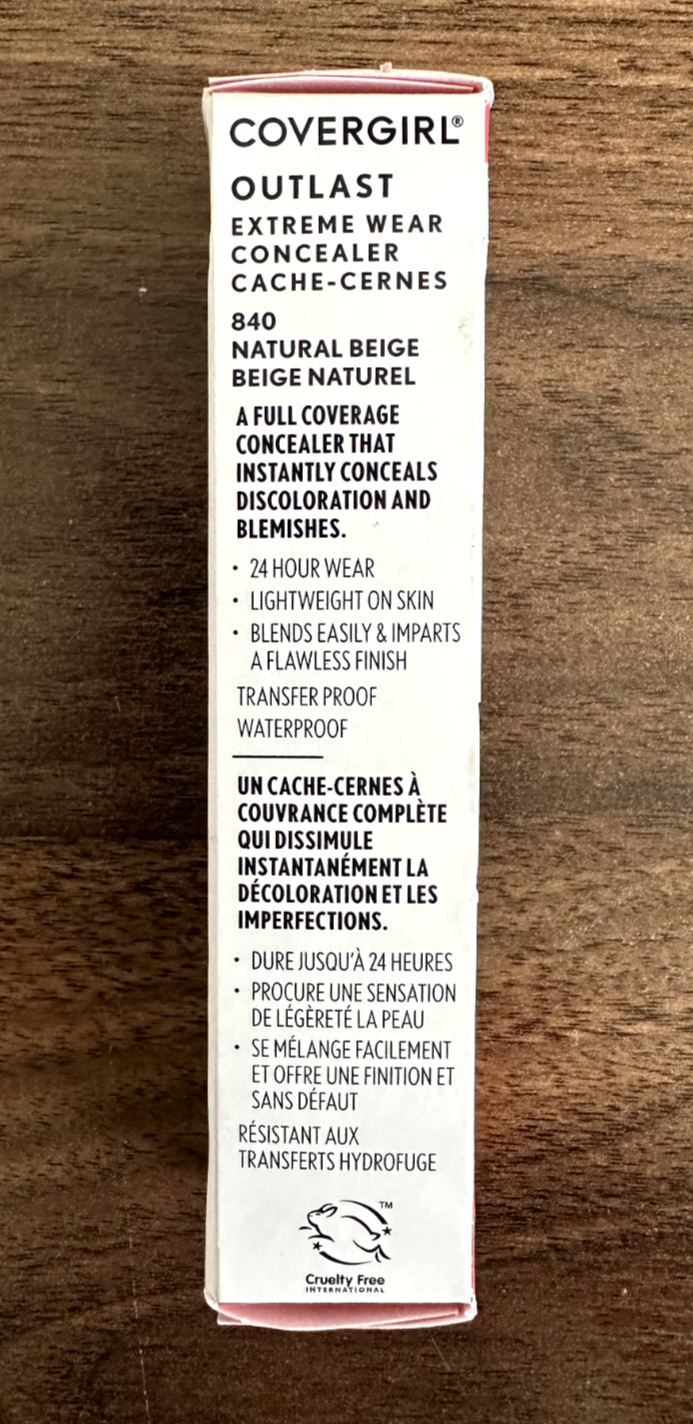 COVERGIRL®
OUTLAST
EXTREME WEAR
CONCEALER
CACHE-CERNES
840
NATURAL BEIGE
BEIGE NATUREL
A FULL COVERAGE
CONCEALER THAT
INSTANTLY CONCEALS
DISCOLORATION AND
BLEMISHES.
• 24 HOUR WEAR
• LIGHTWEIGHT ON SKIN
• BLENDS EASILY & IMPARTS
A FLAWLESS FINISH
TRANSFER PROOF
WATERPROOF
UN CACHE-CERNES À
COUVRANCE COMPLÈTE
QUI DISSIMULE
INSTANTANÉMENT LA
DÉCOLORATION ET LES
IMPERFECTIONS.
• DURE JUSQU'À 24 HEURES
• PROCURE UNE SENSATION
DE LÉGÈRETÉ LA PEAU
• SE MÉLANGE FACILEMENT
ET OFFRE UNE FINITION ET
SANS DÉFAUT
RÉSISTANT AUX
TRANSFERTS HYDROFUGE
TM
Cruelty Free
INTERNATIONAL